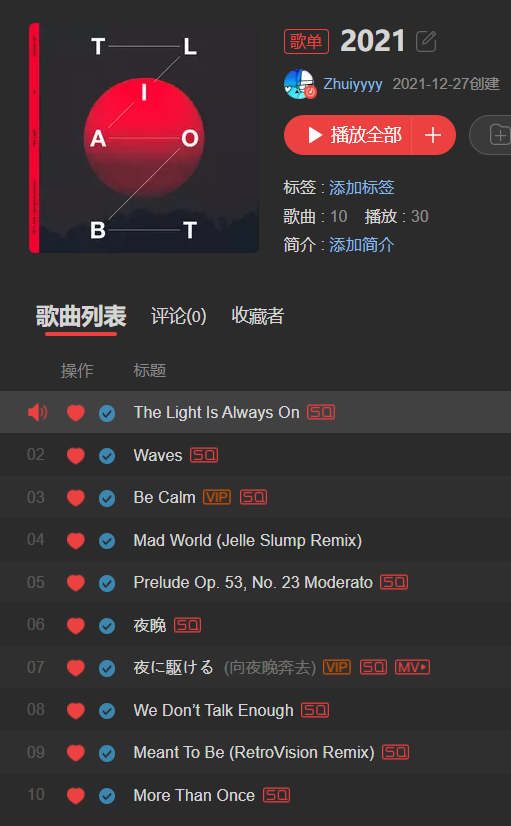 T L
I
A O
B T
歌单 2021
Zhuiyyyy 2021-12-27创建
播放全部
标签：添加标签
歌曲：10 播放：30
简介：添加简介
歌曲列表 评论(0) 收藏者
操作 标题
The Light Is Always On SQ
02 Waves SQ
03 Be Calm VIP SQ
04 Mad World (Jelle Slump Remix)
05 Prelude Op. 53, No. 23 Moderato SQ
06 夜晚 SQ
07 夜に駆ける (向夜晚奔去) VIP SQ MV
08 We Don't Talk Enough SQ
09 Meant To Be (RetroVision Remix) SQ
10 More Than Once SQ